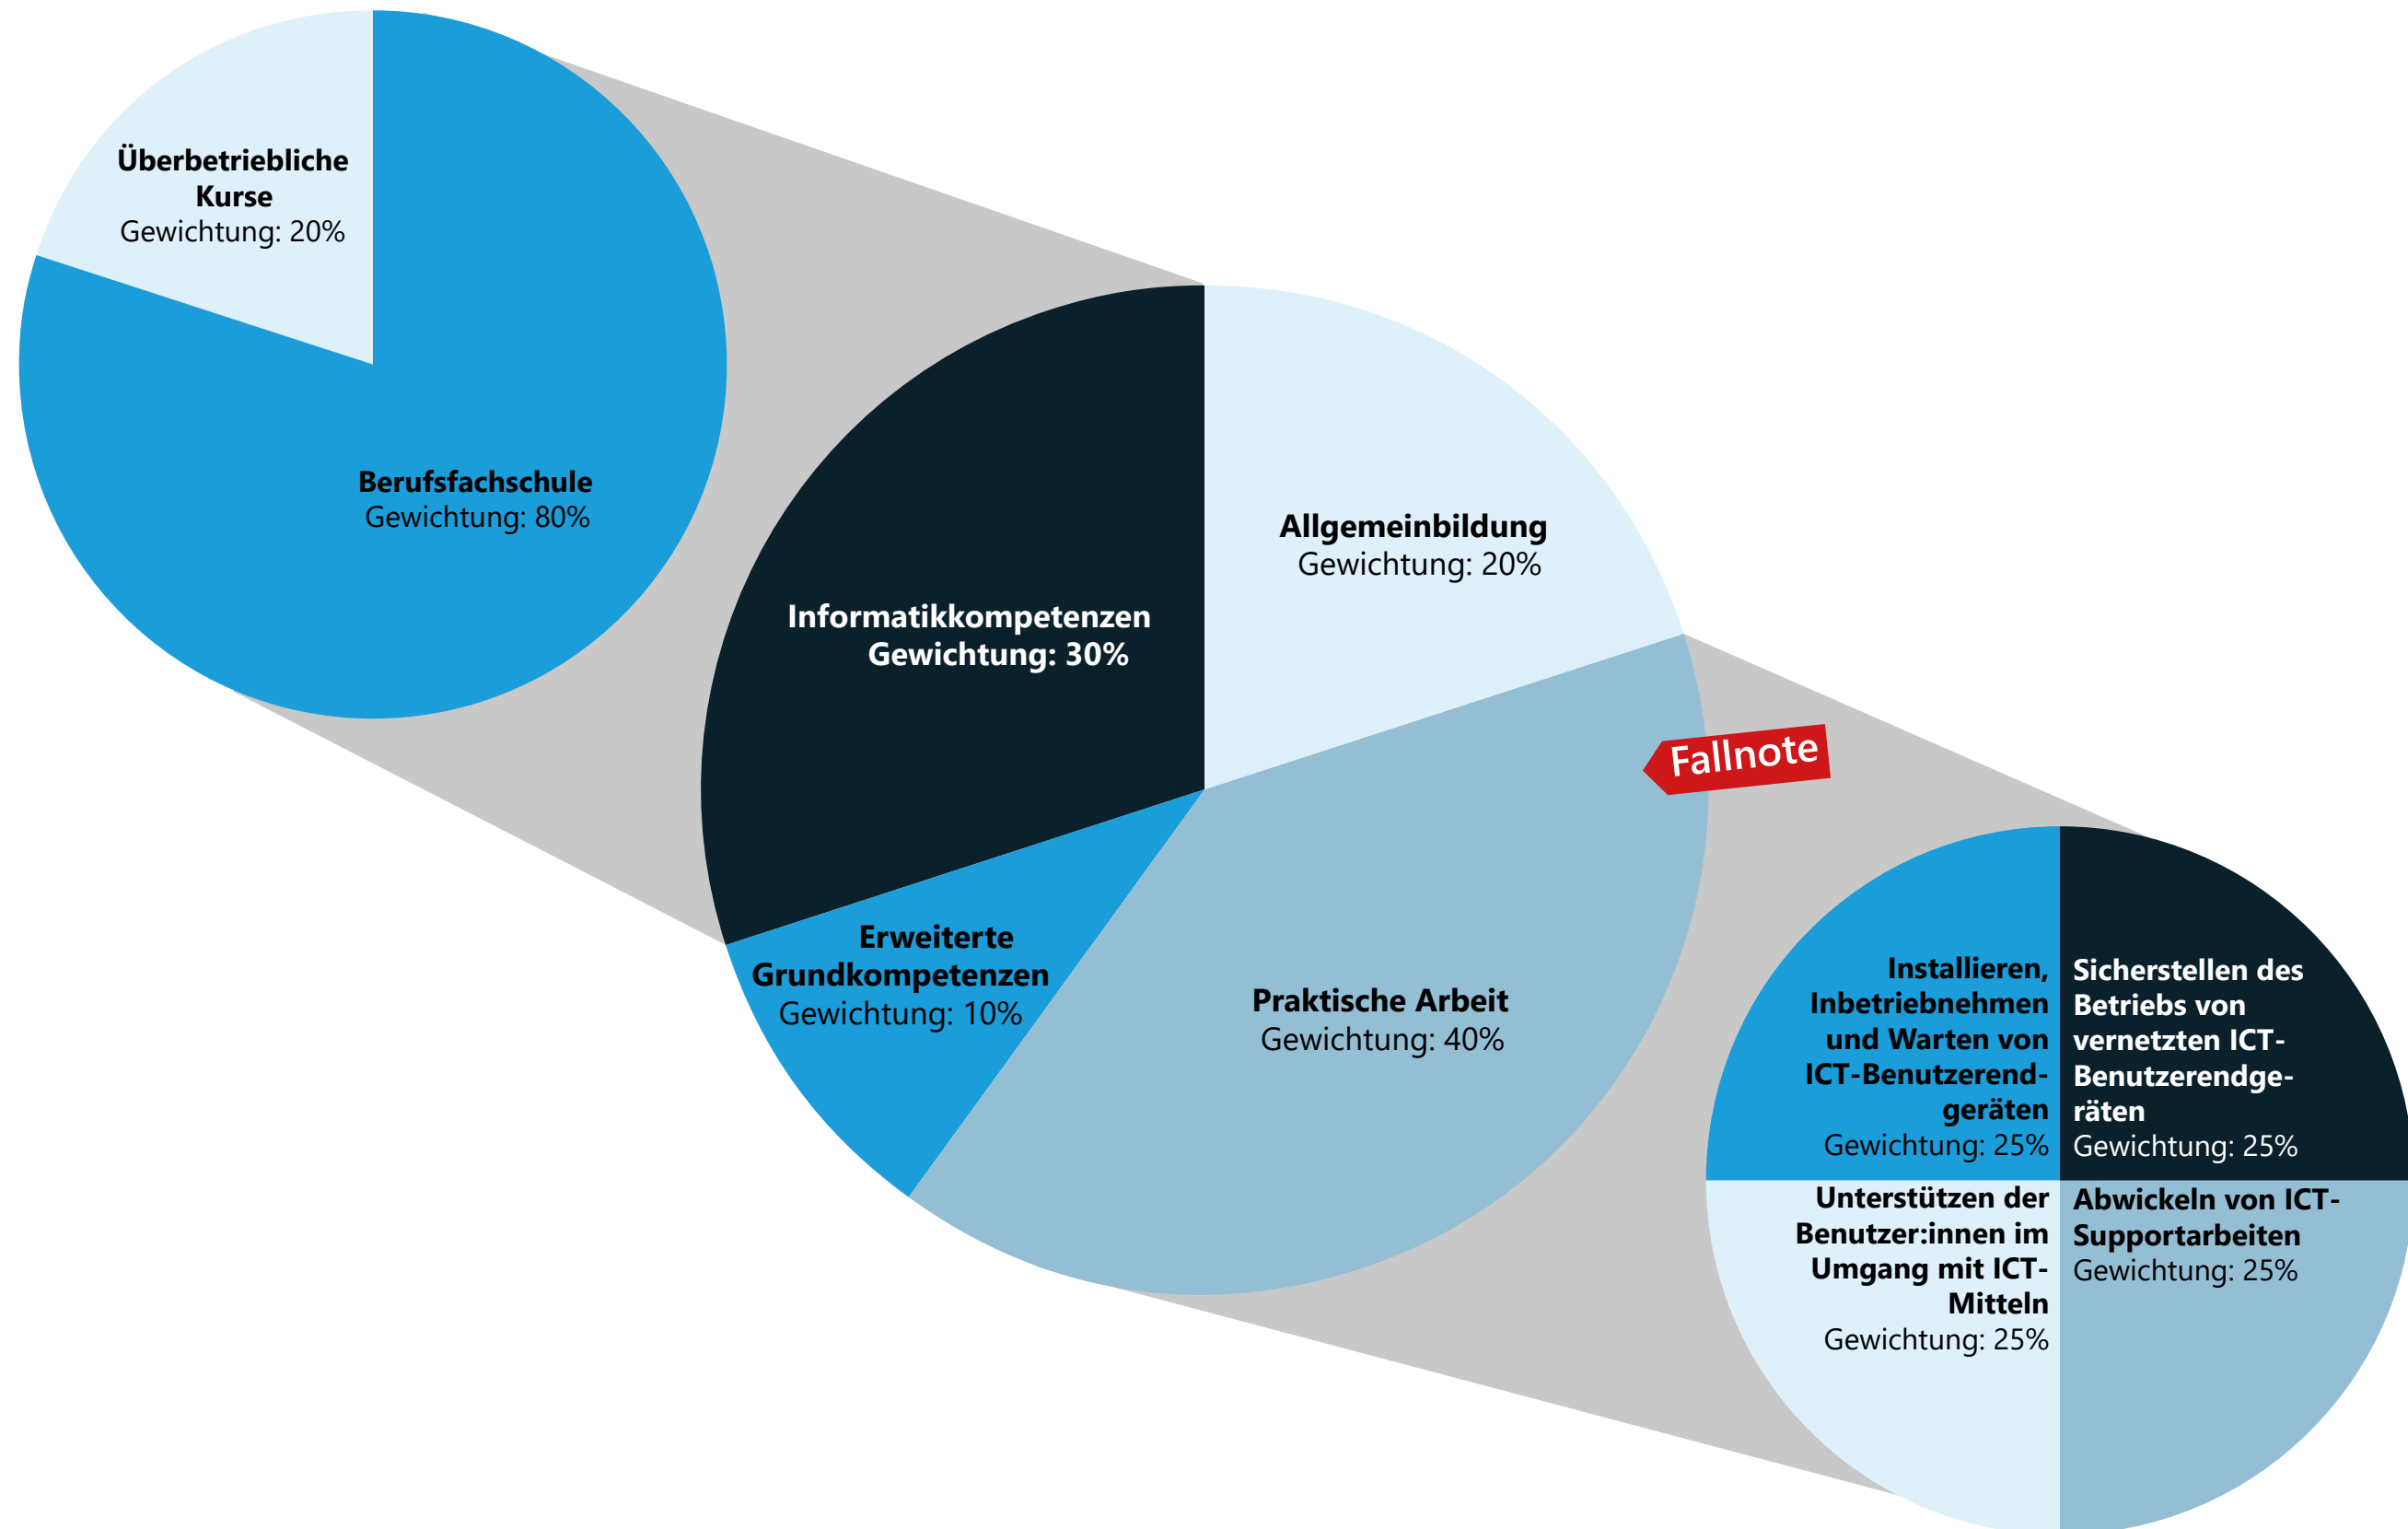 Überbetriebliche
Kurse
Gewichtung: 20%
Berufsfachschule
Gewichtung: 80%
Informatikkompetenzen
Gewichtung: 30%
Allgemeinbildung
Gewichtung: 20%
Fallnote
Erweiterte
Grundkompetenzen
Gewichtung: 10%
Praktische Arbeit
Gewichtung: 40%
Installieren,
Inbetriebnehmen
und Warten von
ICT-Benutzerend-
geräten
Gewichtung: 25%
Sicherstellen des
Betriebs von
vernetzten ICT-
Benutzerendge-
räten
Gewichtung: 25%
Unterstützen der
Benutzer:innen im
Umgang mit ICT-
Mitteln
Gewichtung: 25%
Abwickeln von ICT-
Supportarbeiten
Gewichtung: 25%